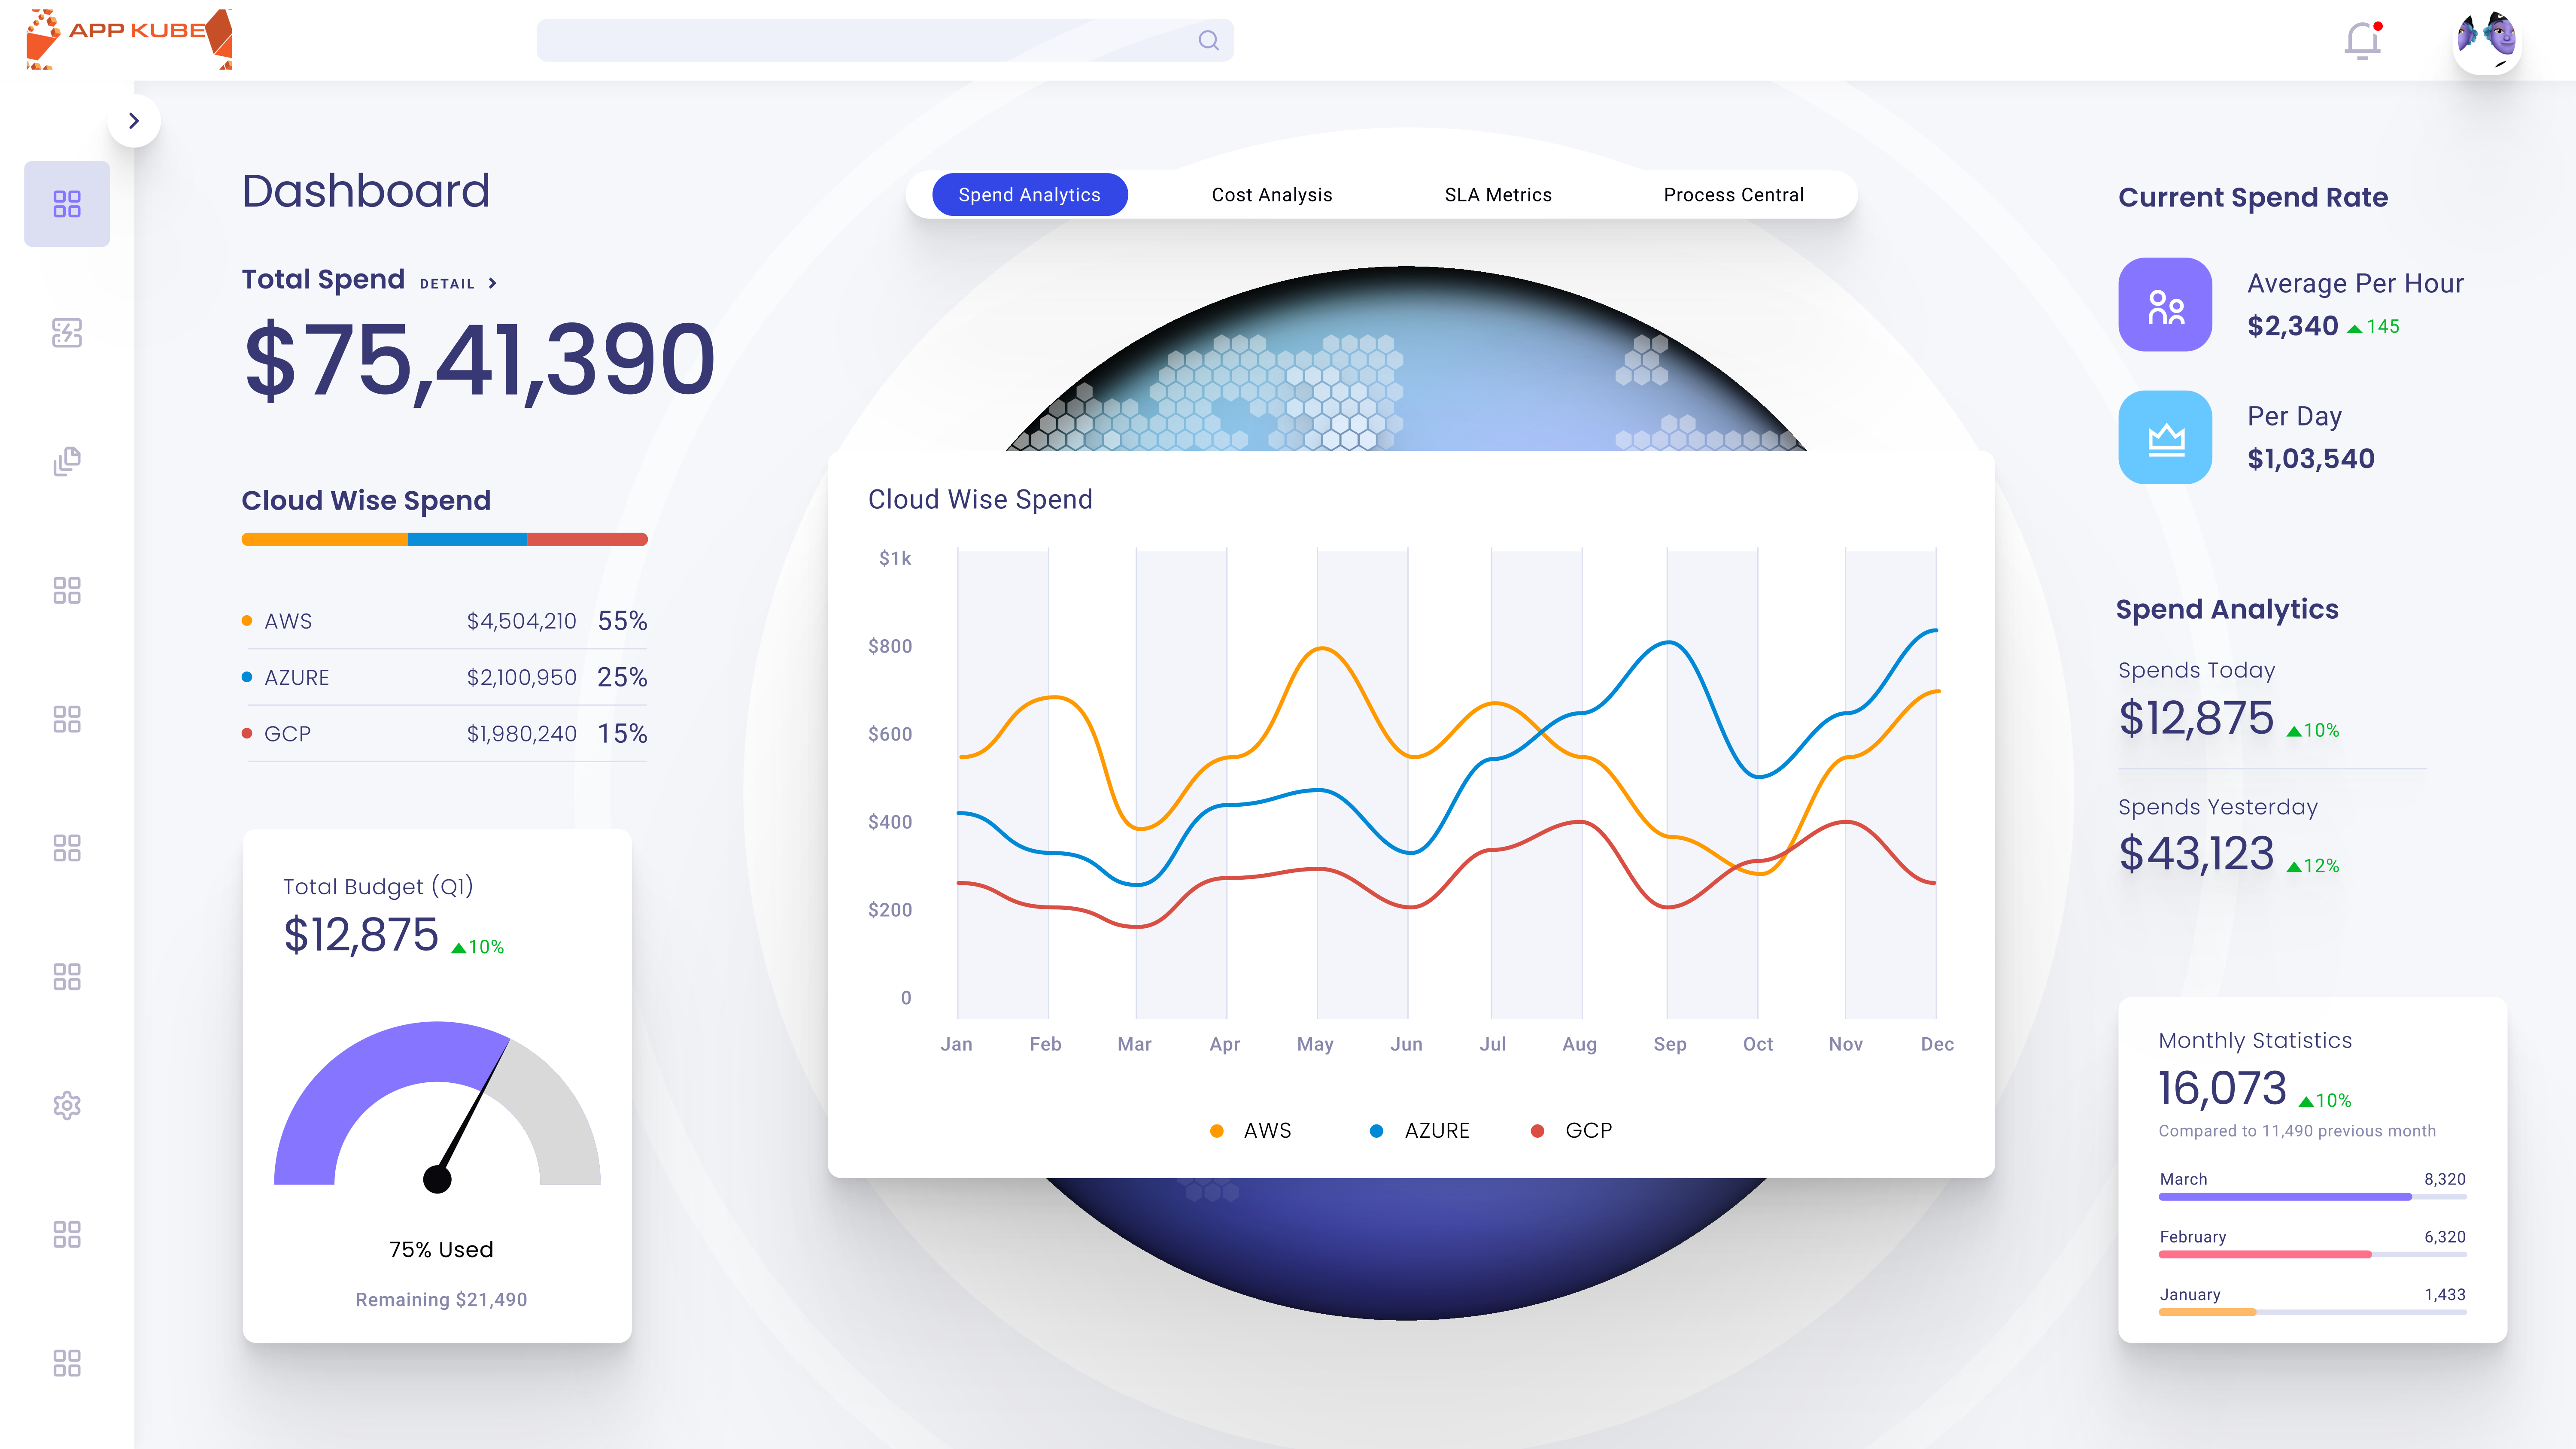 APP KUBE
Dashboard
Spend Analytics
Cost Analysis
SLA Metrics
Process Central
Total Spend DETAIL
$75,41,390
Cloud Wise Spend
AWS $4,504,210 55%
AZURE $2,100,950 25%
GCP $1,980,240 15%
Total Budget (Q1)
$12,875 10%
75% Used
Remaining $21,490
Cloud Wise Spend
$1k
$800
$600
$400
$200
0
Jan Feb Mar Apr May Jun Jul Aug Sep Oct Nov Dec
AWS AZURE GCP
Current Spend Rate
Average Per Hour
$2,340 145
Per Day
$1,03,540
Spend Analytics
Spends Today
$12,875 10%
Spends Yesterday
$43,123 12%
Monthly Statistics
16,073 10%
Compared to 11,490 previous month
March 8,320
February 6,320
January 1,433